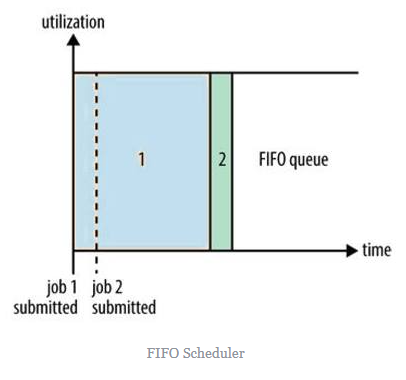 utilization
1
2
FIFO queue
time
job 1
submitted
job 2
submitted
FIFO Scheduler